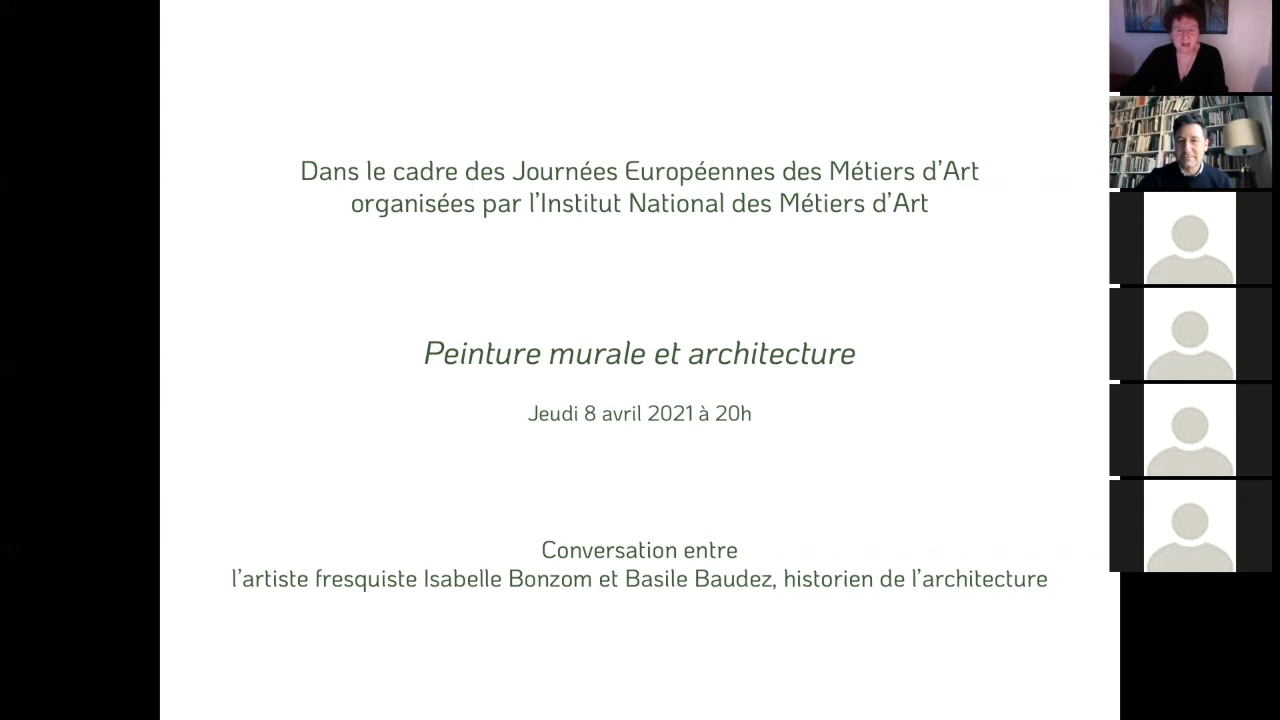 Dans le cadre des Journées Européennes des Métiers d’Art
organisées par l’Institut National des Métiers d’Art
Peinture murale et architecture
Jeudi 8 avril 2021 à 20h
Conversation entre
l’artiste fresquiste Isabelle Bonzom et Basile Baudez, historien de l’architecture